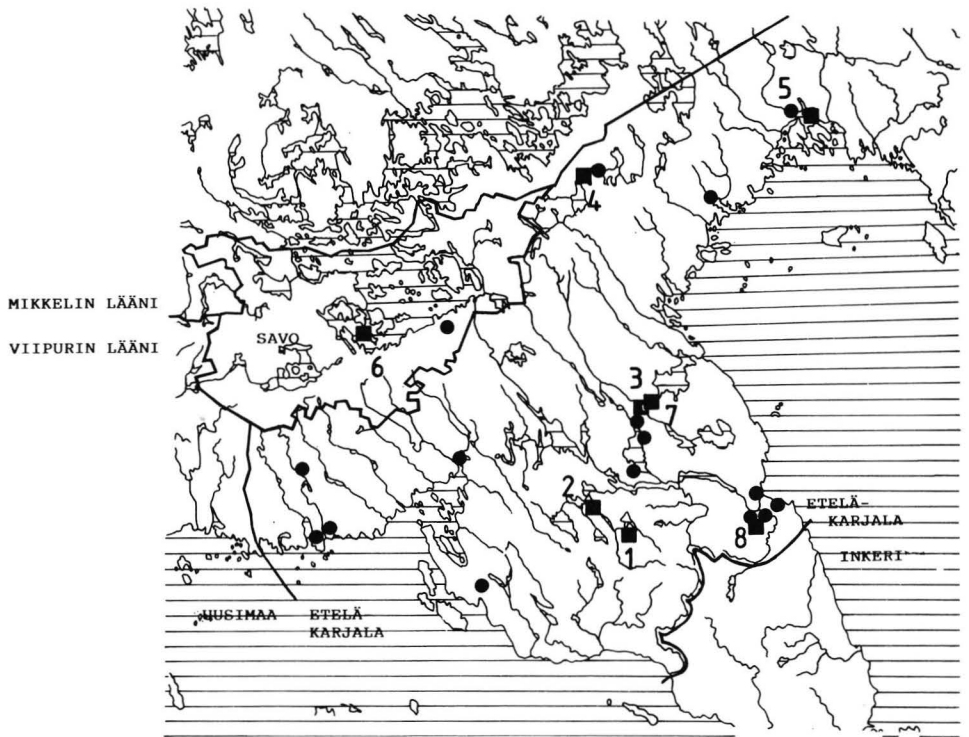 5
4
MIKKELIN LÄÄNI
VIIPURIN LÄÄNI
SAVO
6
3
7
2
1
8
ETELÄ-
KARJALA
INKERI
UUSIMAA
ETELÄ-
KARJALA